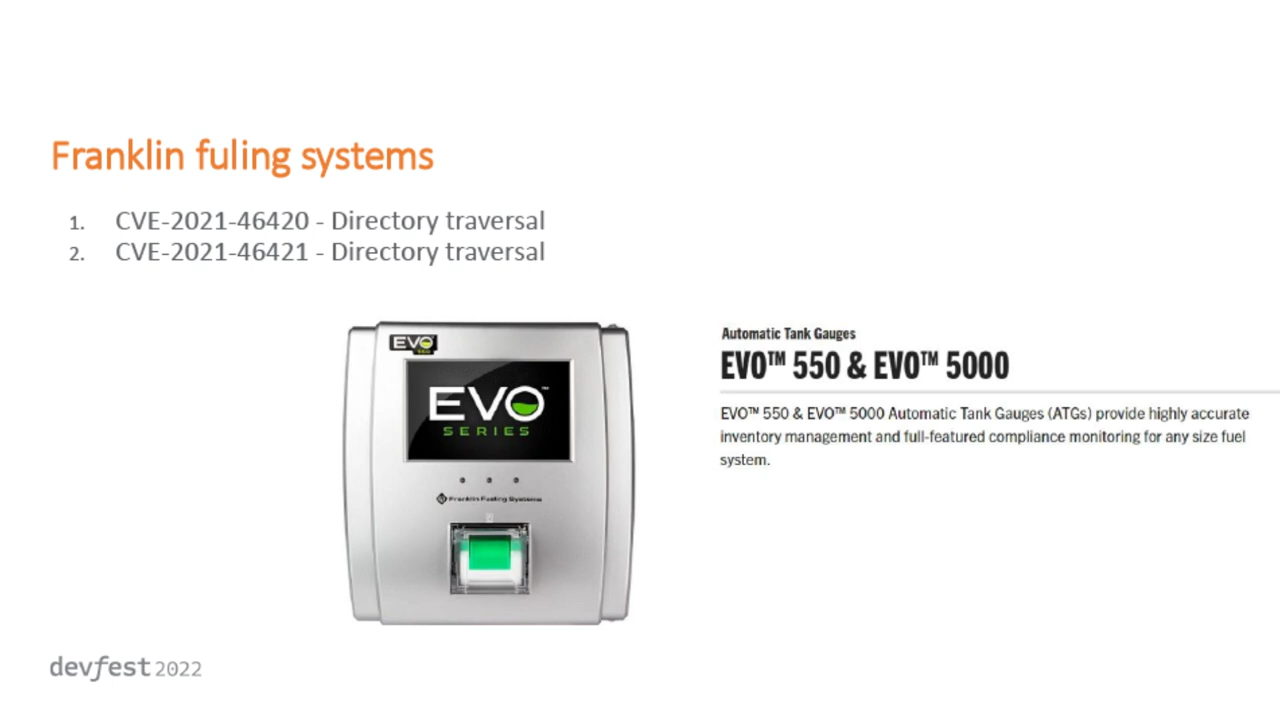 Franklin fuling systems
1. CVE-2021-46420 - Directory traversal
2. CVE-2021-46421 - Directory traversal
EVO
550
EVO™
SERIES
Franklin Fueling Systems
Automatic Tank Gauges
EVO™ 550 & EVO™ 5000
EVO™ 550 & EVO™ 5000 Automatic Tank Gauges (ATGs) provide highly accurate
inventory management and full-featured compliance monitoring for any size fuel
system.
devfest 2022